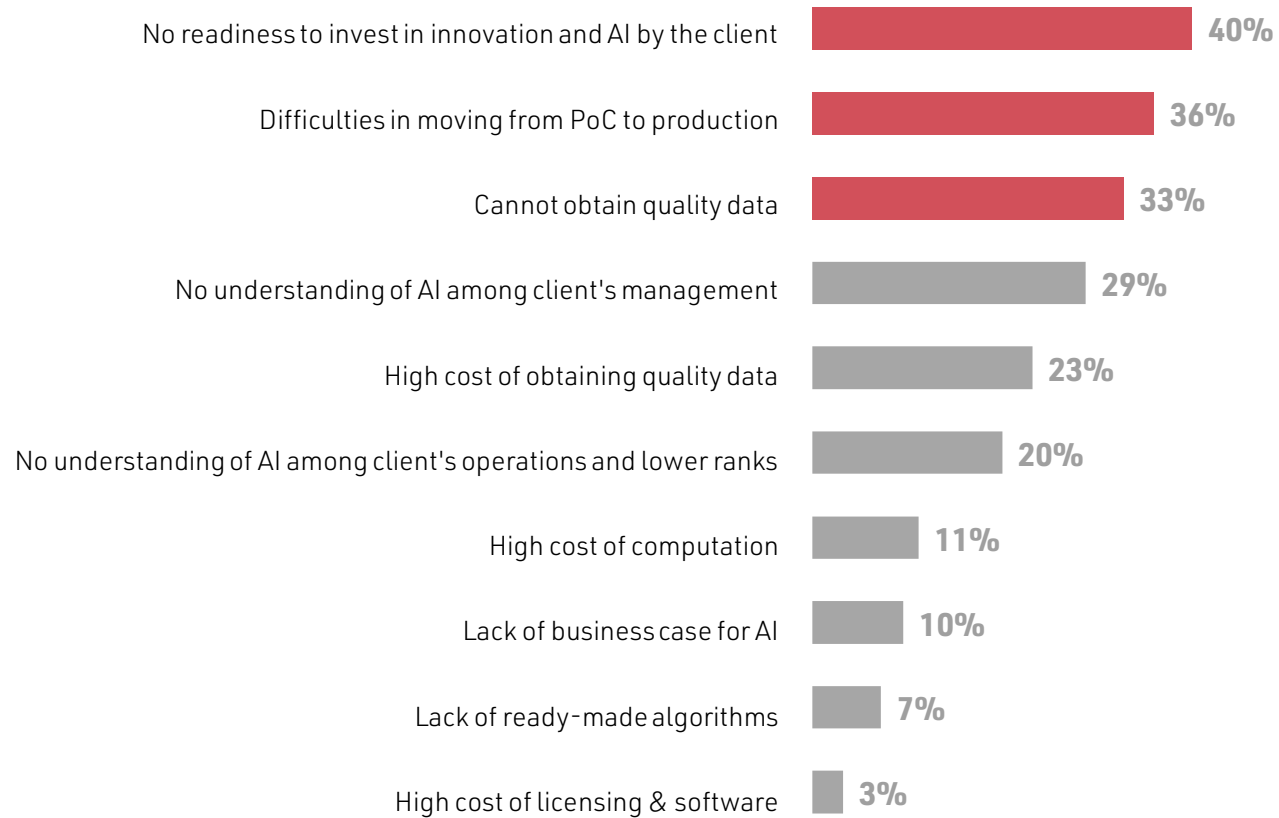 No readiness to invest in innovation and AI by the client 40%
Difficulties in moving from PoC to production 36%
Cannot obtain quality data 33%
No understanding of AI among client's management 29%
High cost of obtaining quality data 23%
No understanding of AI among client's operations and lower ranks 20%
High cost of computation 11%
Lack of business case for AI 10%
Lack of ready-made algorithms 7%
High cost of licensing & software 3%